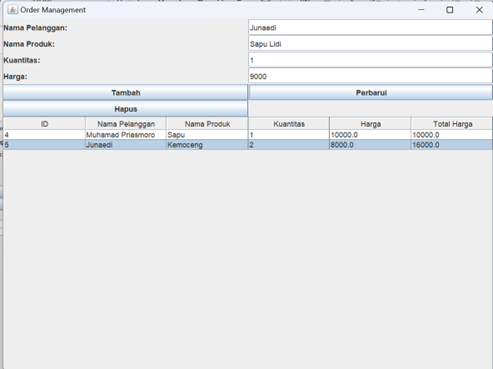 Order Management
Nama Pelanggan: Junaedi
Nama Produk: Sapu Lidi
Kuantitas: 1
Harga: 9000
Tambah Perbarui
Hapus
ID Nama Pelanggan Nama Produk Kuantitas Harga Total Harga
4 Muhamad Priasmoro Sapu 1 10000.0 10000.0
5 Junaedi Kemoceng 2 8000.0 16000.0